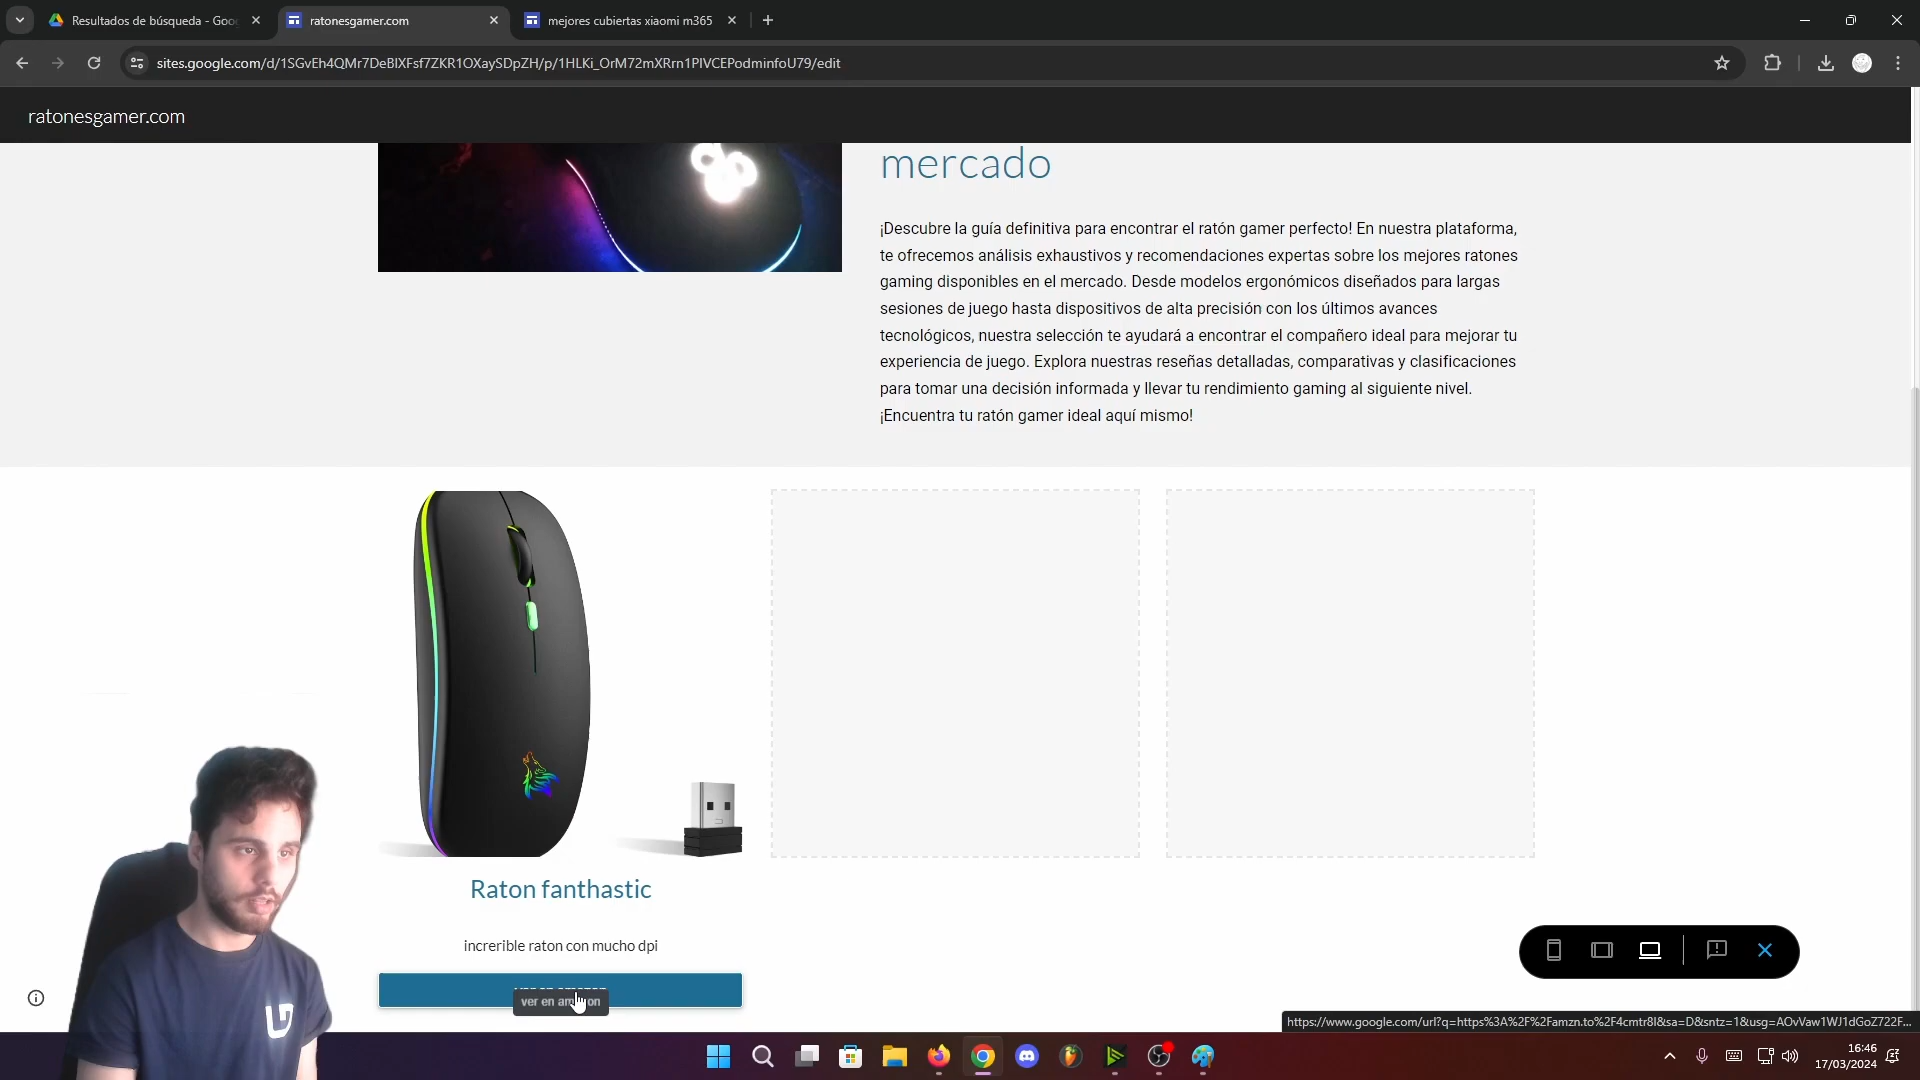 Resultados de búsqueda - Goo
ratonesgamer.com
mejores cubiertas xiaomi m365
sites.google.com/d/1SGvEh4QMr7DeBlXFsf7ZKR1OXaySDpZH/p/1HLKi_OrM72mXRrn1PlVCEPodminfoU79/edit
ratonesgamer.com
mercado
¡Descubre la guía definitiva para encontrar el ratón gamer perfecto! En nuestra plataforma,
te ofrecemos análisis exhaustivos y recomendaciones expertas sobre los mejores ratones
gaming disponibles en el mercado. Desde modelos ergonómicos diseñados para largas
sesiones de juego hasta dispositivos de alta precisión con los últimos avances
tecnológicos, nuestra selección te ayudará a encontrar el compañero ideal para mejorar tu
experiencia de juego. Explora nuestras reseñas detalladas, comparativas y clasificaciones
para tomar una decisión informada y llevar tu rendimiento gaming al siguiente nivel.
¡Encuentra tu ratón gamer ideal aquí mismo!
Raton fanthastic
increrible raton con mucho dpi
ver en amazon
https://www.google.com/url?q=https%3A%2F%2Famzn.to%2F4cmtr8I&sa=D&sntz=1&usg=AOvVaw1WJ1dGoZ722F...
16:46
17/03/2024